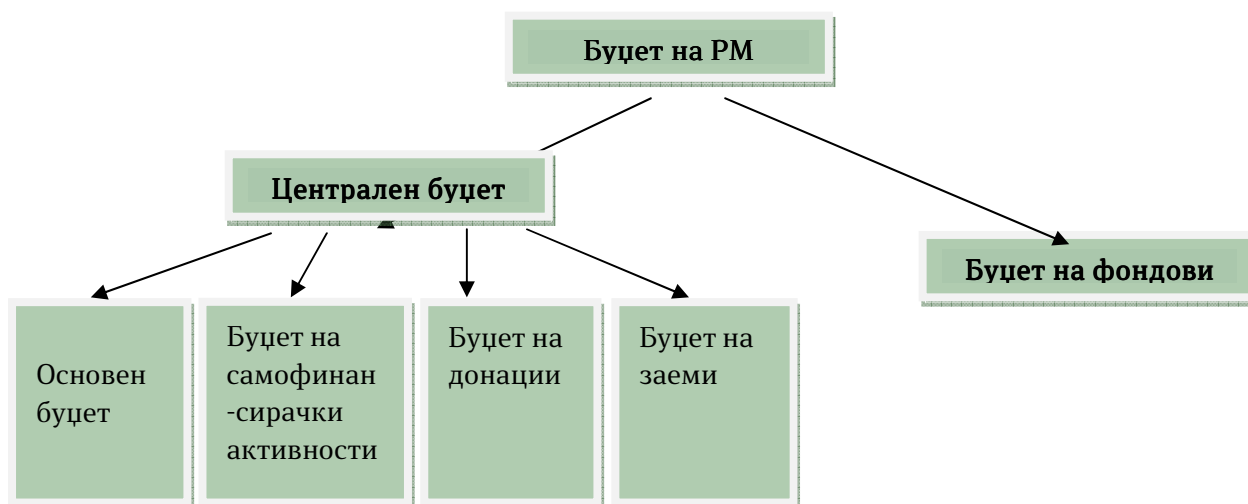 Буџет на РМ
Централен буџет
Буџет на фондови
Основен
буџет
Буџет на
самофинан
-сирачки
активности
Буџет на
донации
Буџет на
заеми